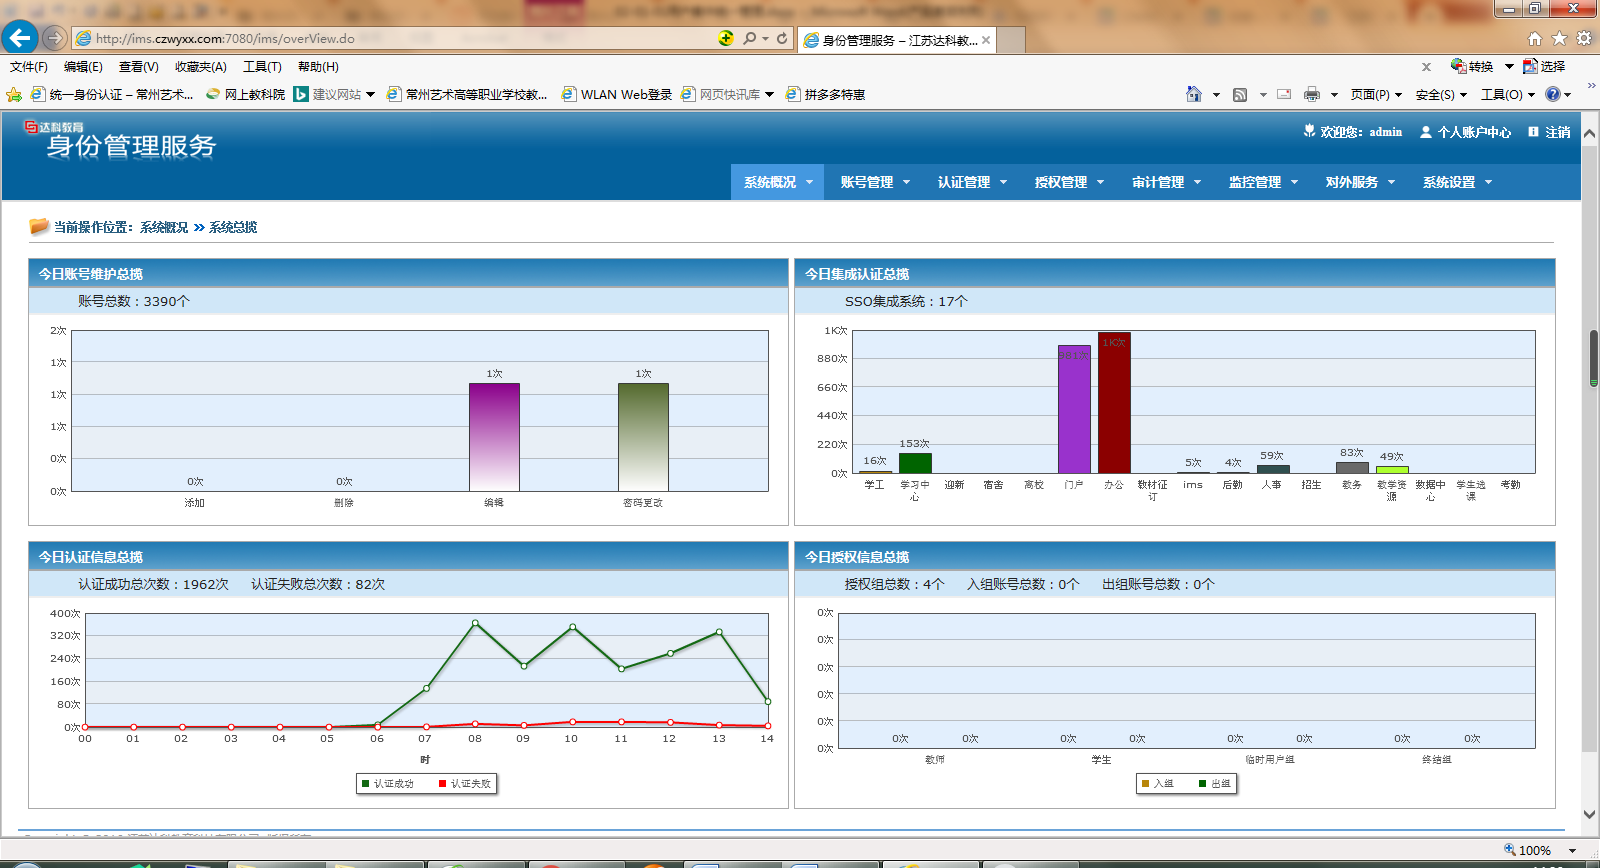 http://ims.czwyxx.com:7080/ims/overView.do
身份管理服务 – 江苏达科教...
文件(F) 编辑(E) 查看(V) 收藏夹(A) 工具(T) 帮助(H)
x 转换 选择
统一身份认证 – 常州艺术... 网上教科院 建议网站 常州艺术高等职业学校教... WLAN Web登录 网页快讯库 拼多多特惠
页面(P) 安全(S) 工具(O)
达科教育
身份管理服务
欢迎您：admin 个人账户中心 注销
系统概况 账号管理 认证管理 授权管理 审计管理 监控管理 对外服务 系统设置
当前操作位置：系统概况 » 系统总揽
今日账号维护总揽
账号总数：3390个
2次
1次
1次
1次
0次
0次
0次 0次 1次 1次
添加 删除 编辑 密码更改
今日集成认证总揽
SSO集成系统：17个
1K次
880次
660次
440次
220次
0次
16次 153次 981次 1K次 5次 4次 59次 83次 49次
学工 学习中心 迎新 宿舍 高校 门户 办公 教材征订 ims 后勤 人事 招生 教务 教学资源 数据中心 学生选课 考勤
今日认证信息总揽
认证成功总次数：1962次 认证失败总次数：82次
400次
320次
240次
160次
80次
0次
00 01 02 03 04 05 06 07 08 09 10 11 12 13 14
时
认证成功 认证失败
今日授权信息总揽
授权组总数：4个 入组账号总数：0个 出组账号总数：0个
0次
0次
0次
0次
0次
0次
0次 0次 0次 0次 0次 0次 0次 0次
教师 学生 临时用户组 终结组
入组 出组
100%